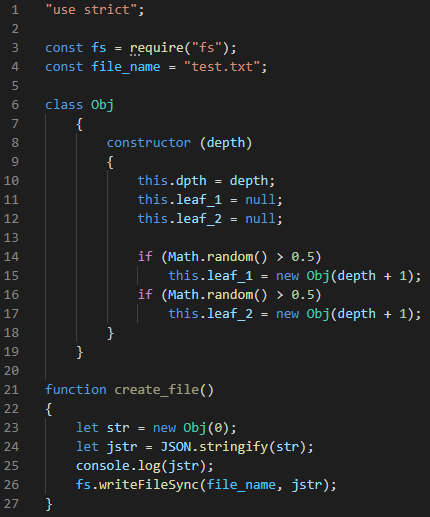 1 "use strict";
2
3 const fs = require("fs");
4 const file_name = "test.txt";
5
6 class Obj
7     {
8         constructor (depth)
9         {
10             this.dpth = depth;
11             this.leaf_1 = null;
12             this.leaf_2 = null;
13
14             if (Math.random() > 0.5)
15                 this.leaf_1 = new Obj(depth + 1);
16             if (Math.random() > 0.5)
17                 this.leaf_2 = new Obj(depth + 1);
18         }
19     }
20
21 function create_file()
22 {
23     let str = new Obj(0);
24     let jstr = JSON.stringify(str);
25     console.log(jstr);
26     fs.writeFileSync(file_name, jstr);
27 }